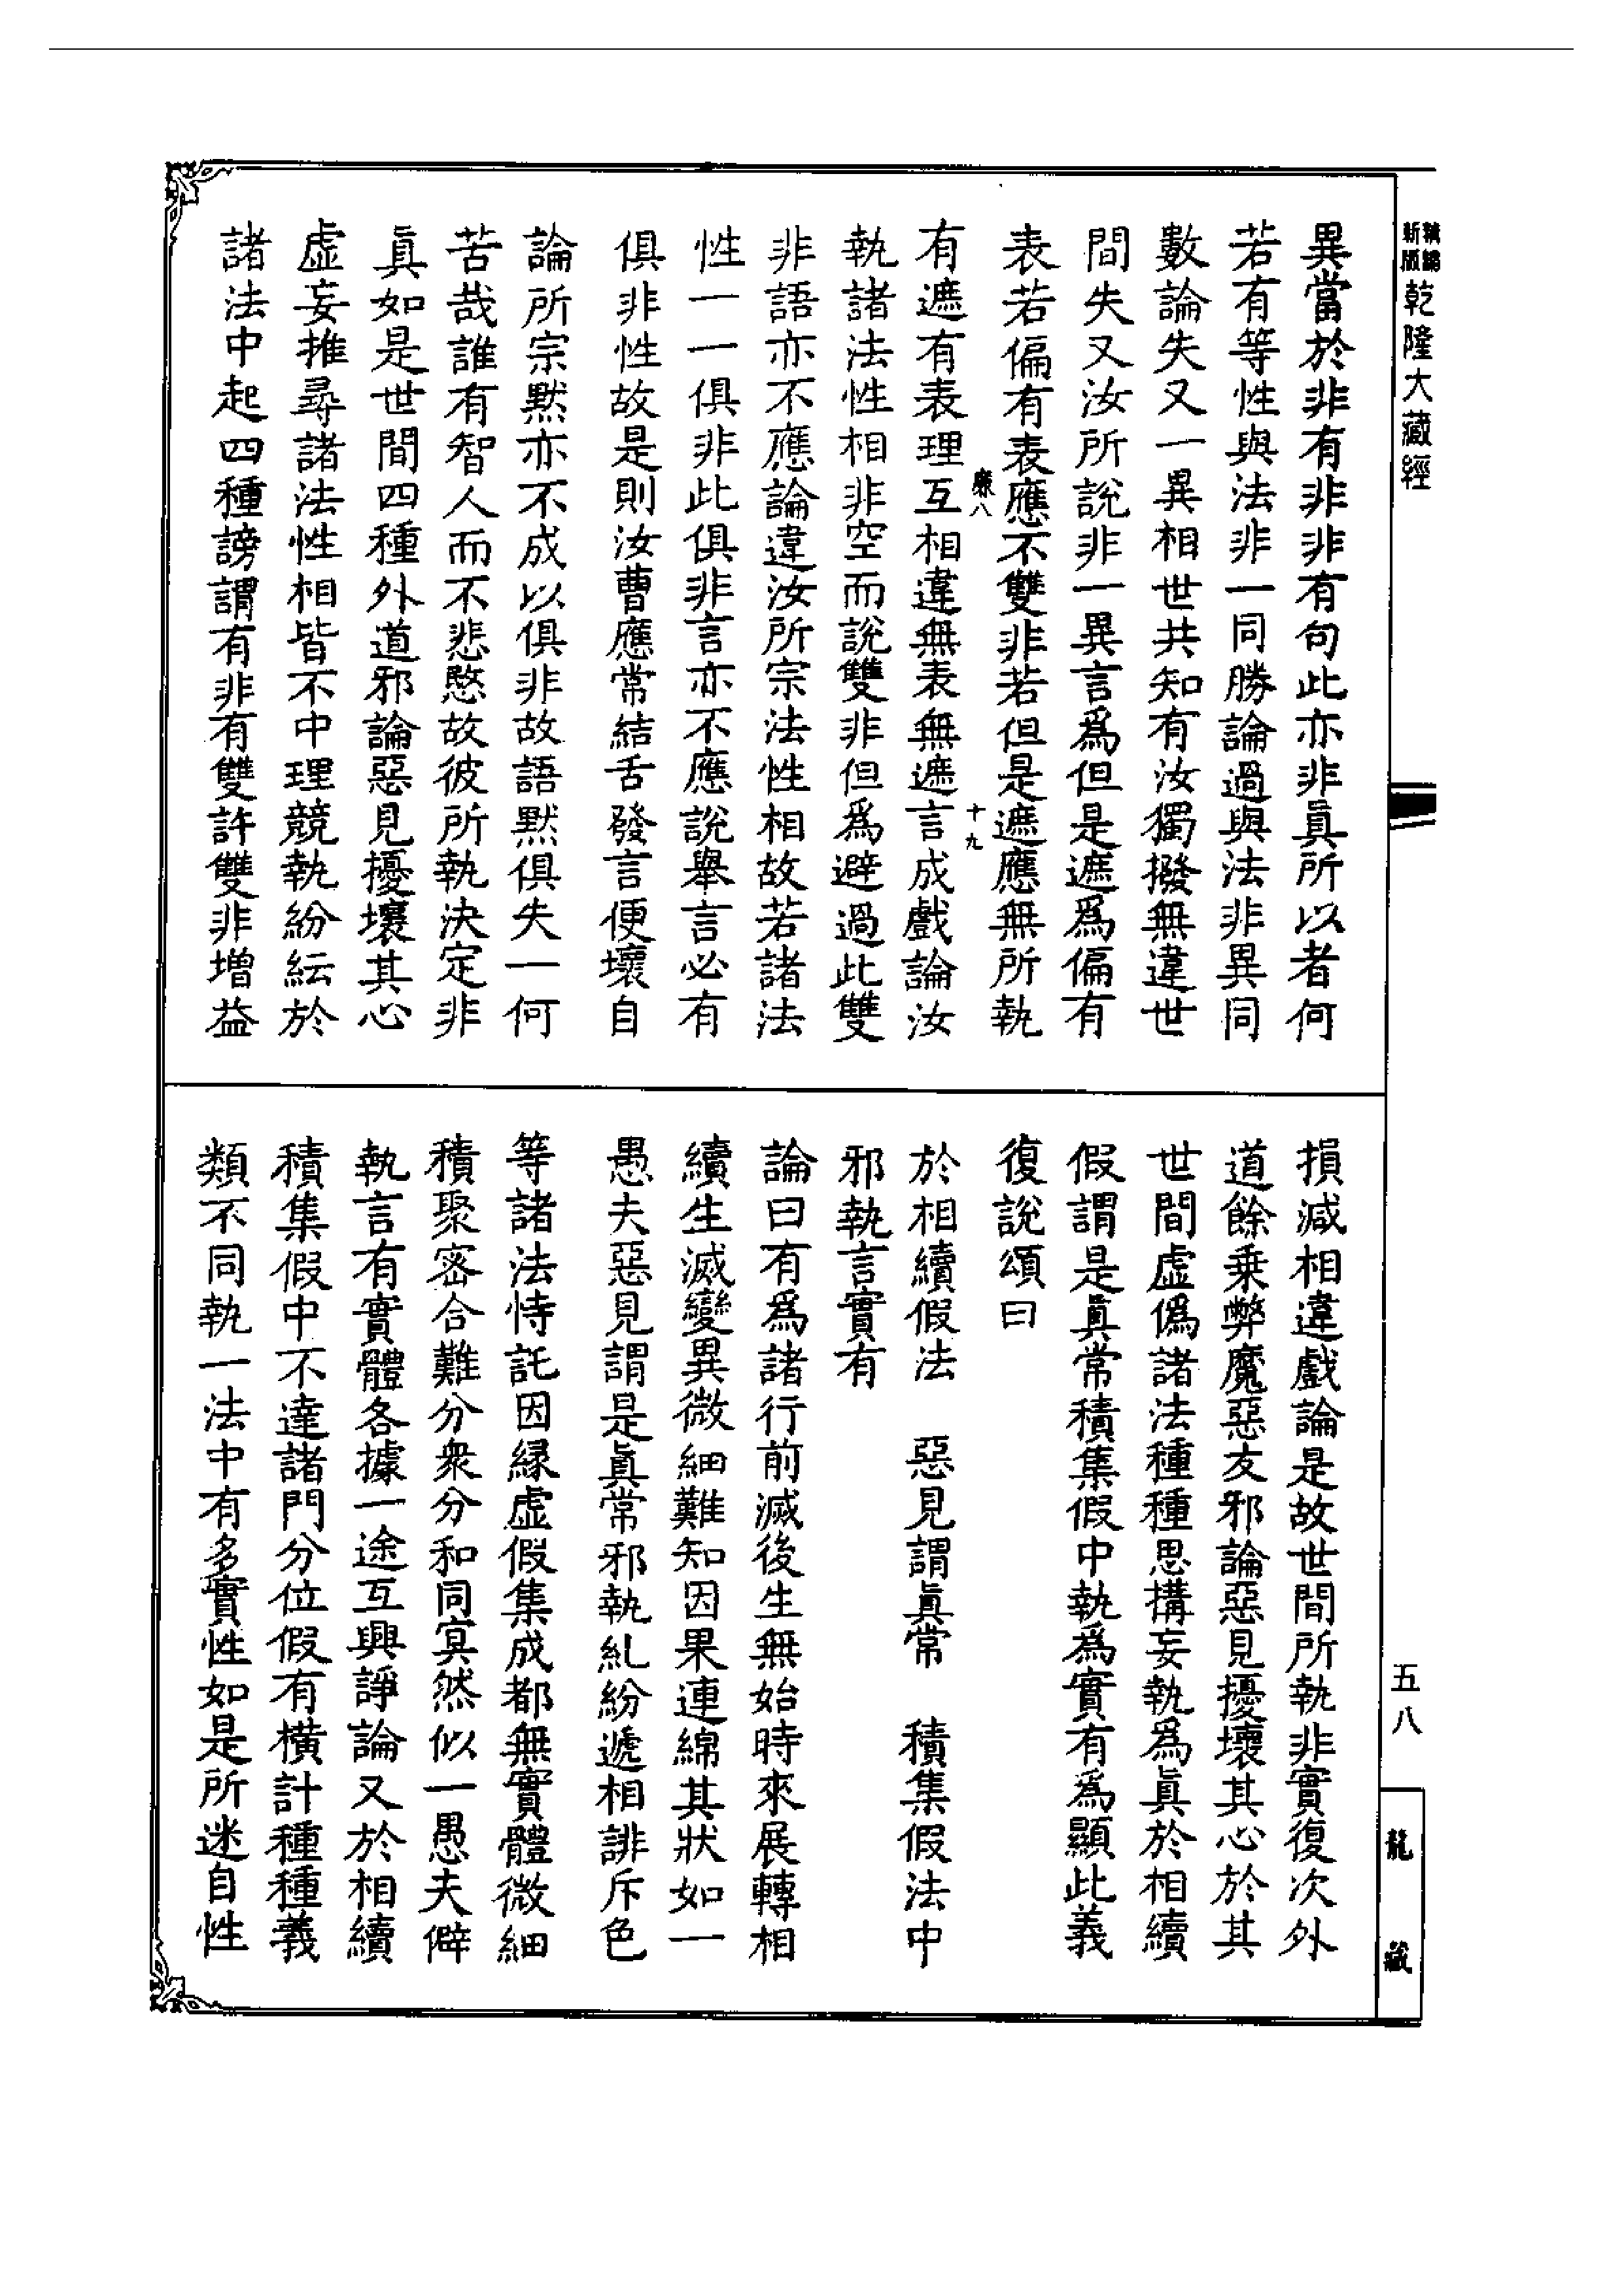 新編
新版
乾隆大藏經
異當於非有非非有句此亦非眞所以者何
若有等性與法非一同勝論過與法非異同
數論失又一異相世共知有汝獨撥無違世
間失又汝所說非一異言爲但是遮爲偏有
表若偏有表應不雙非若但是遮應無所執
十九
有遮有表理互相違無表無遮言成戲論汝
執諸法性相非空而說雙非但爲避過此雙
非語亦不應論違汝所宗法性相故若諸法
性一一俱非此俱非言亦不應說舉言必有
俱非性故是則汝曹應常結舌發言便壞自
論所宗默亦不成以俱非故語默俱失一何
苦哉誰有智人而不悲愍故彼所執決定非
眞如是世間四種外道邪論惡見擾壞其心
虛妄推尋諸法性相皆不中理競執紛紜於
諸法中起四種謗謂有非有雙許雙非增益
損減相違戲論是故世間所執非實復次外
道餘乘弊魔惡友邪論惡見擾壞其心於其
世間虛僞諸法種種思搆妄執爲眞於相續
假謂是眞常積集假中執爲實有爲顯此義
復說頌曰
於相續假法　惡見謂眞常　積集假法中
邪執言實有
論曰有爲諸行前滅後生無始時來展轉相
續生滅變異微細難知因果連綿其狀如一
愚夫惡見謂是眞常邪執糺紛遞相誹斥色
等諸法恃託因緣虛假集成都無實體微細
積聚密合難分衆分和同冥然似一愚夫僻
執言有實體各據一途互興諍論又於相續
積集假中不達諸門分位假有橫計種種義
類不同執一法中有多實性如是所迷自性
五八
龍藏